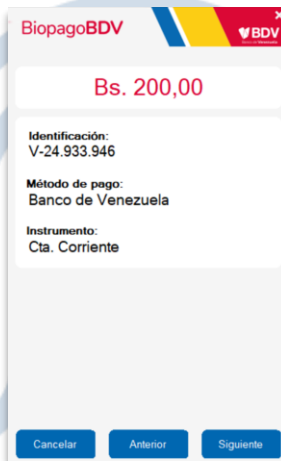 BiopagoBDV
BDV
Bs. 200,00
Identificación:
V-24.933.946
Método de pago:
Banco de Venezuela
Instrumento:
Cta. Corriente
Cancelar
Anterior
Siguiente